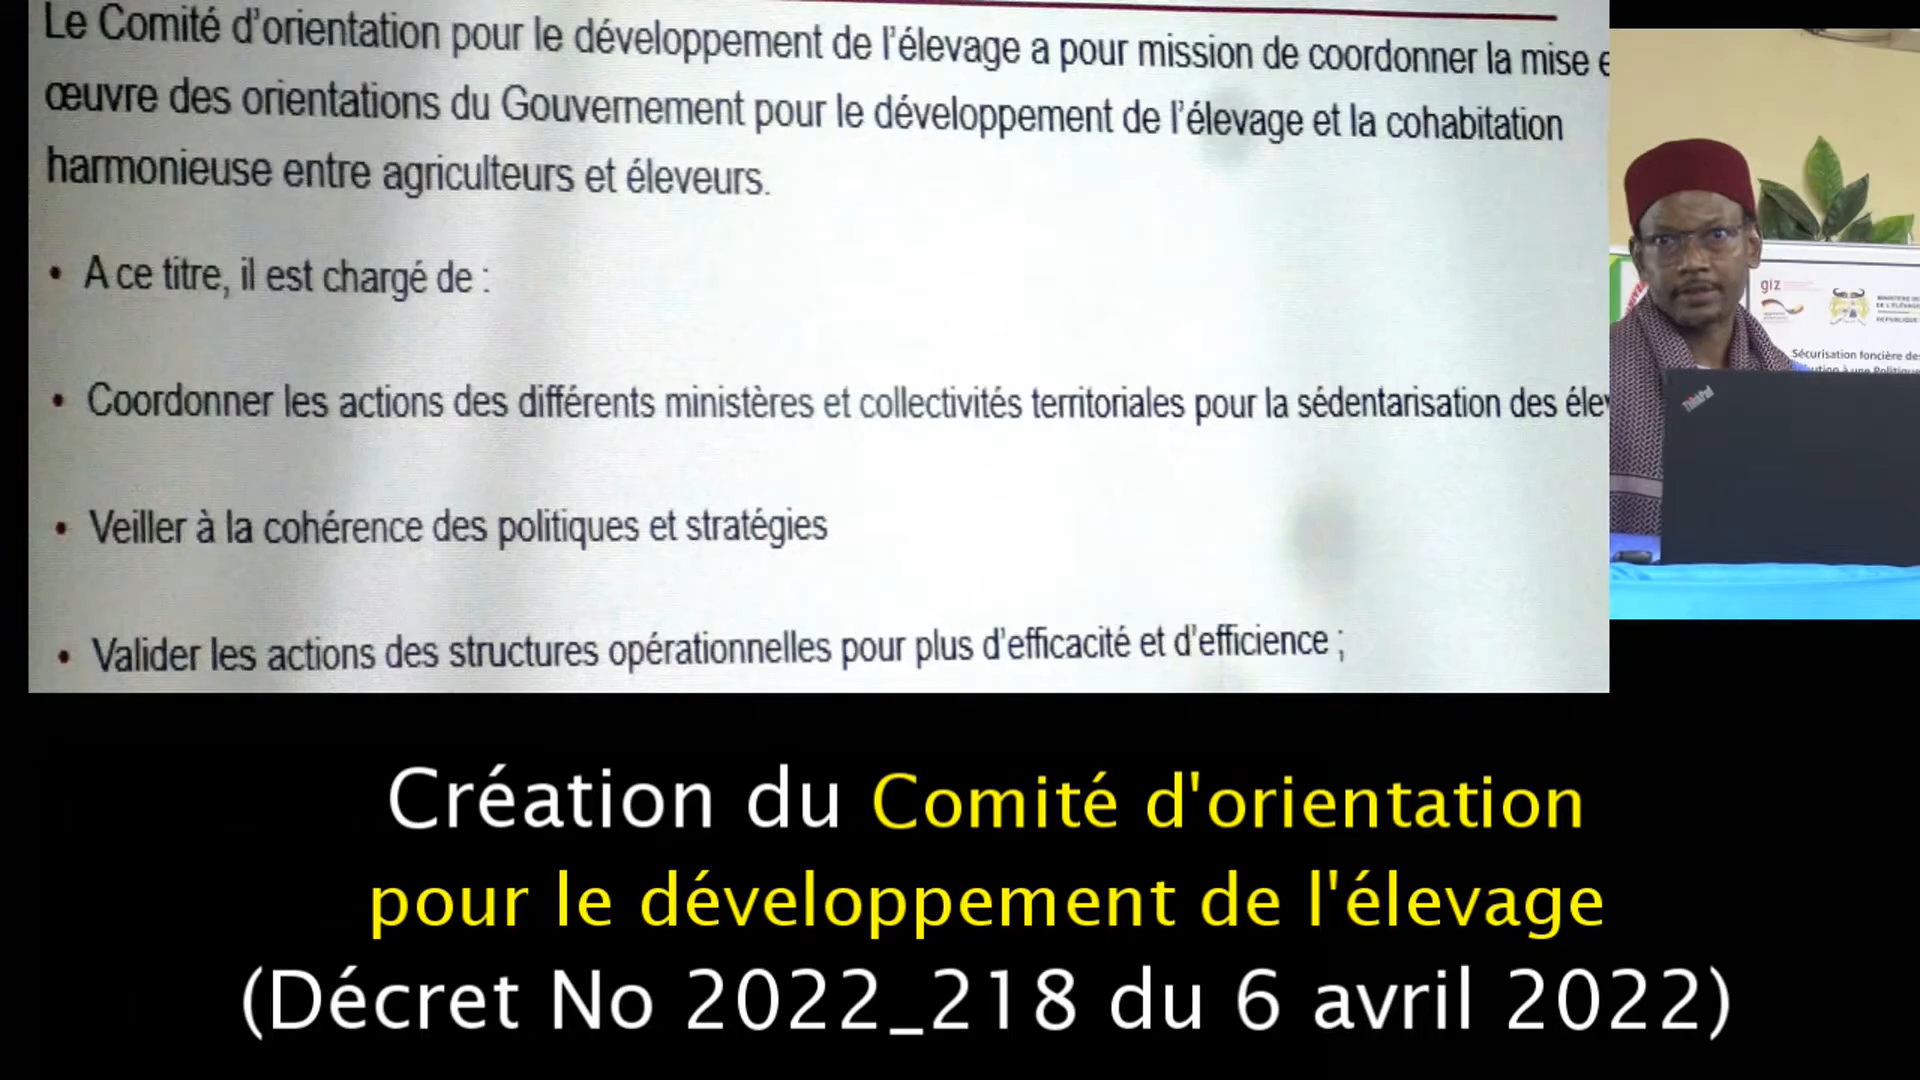 Le Comité d'orientation pour le développement de l'élevage a pour mission de coordonner la mise
œuvre des orientations du Gouvernement pour le développement de l'élevage et la cohabitation
harmonieuse entre agriculteurs et éleveurs.
• A ce titre, il est chargé de :
• Coordonner les actions des différents ministères et collectivités territoriales pour la sédentarisation des
• Veiller à la cohérence des politiques et stratégies
• Valider les actions des structures opérationnelles pour plus d'efficacité et d'efficience ;
giz
DE L'ÉLEVAGE
Sécurisation foncière
ThinkPad
Création du Comité d'orientation
pour le développement de l'élevage
(Décret No 2022_218 du 6 avril 2022)